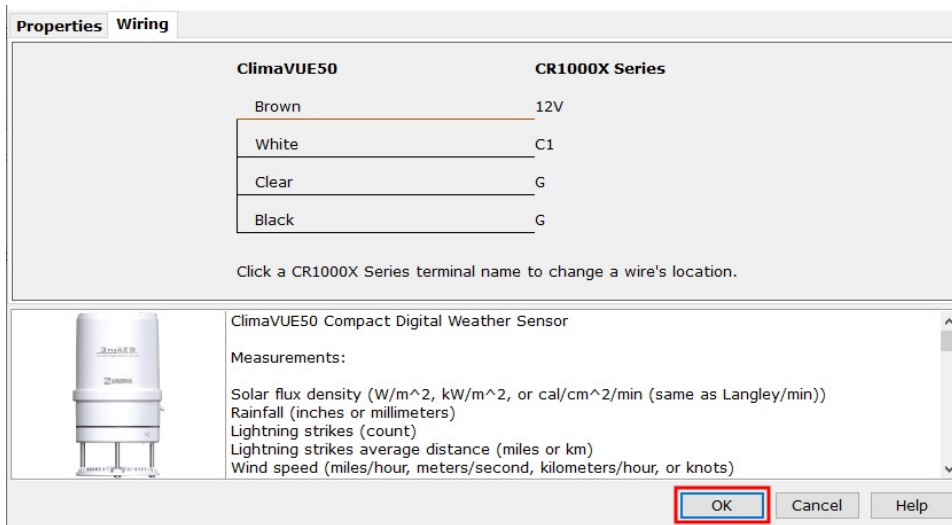 Properties Wiring
ClimaVUE50 CR1000X Series
Brown 12V
White C1
Clear G
Black G
Click a CR1000X Series terminal name to change a wire's location.
ClimaVUE50 Compact Digital Weather Sensor
Measurements:
Solar flux density (W/m^2, kW/m^2, or cal/cm^2/min (same as Langley/min))
Rainfall (inches or millimeters)
Lightning strikes (count)
Lightning strikes average distance (miles or km)
Wind speed (miles/hour, meters/second, kilometers/hour, or knots)
OK Cancel Help